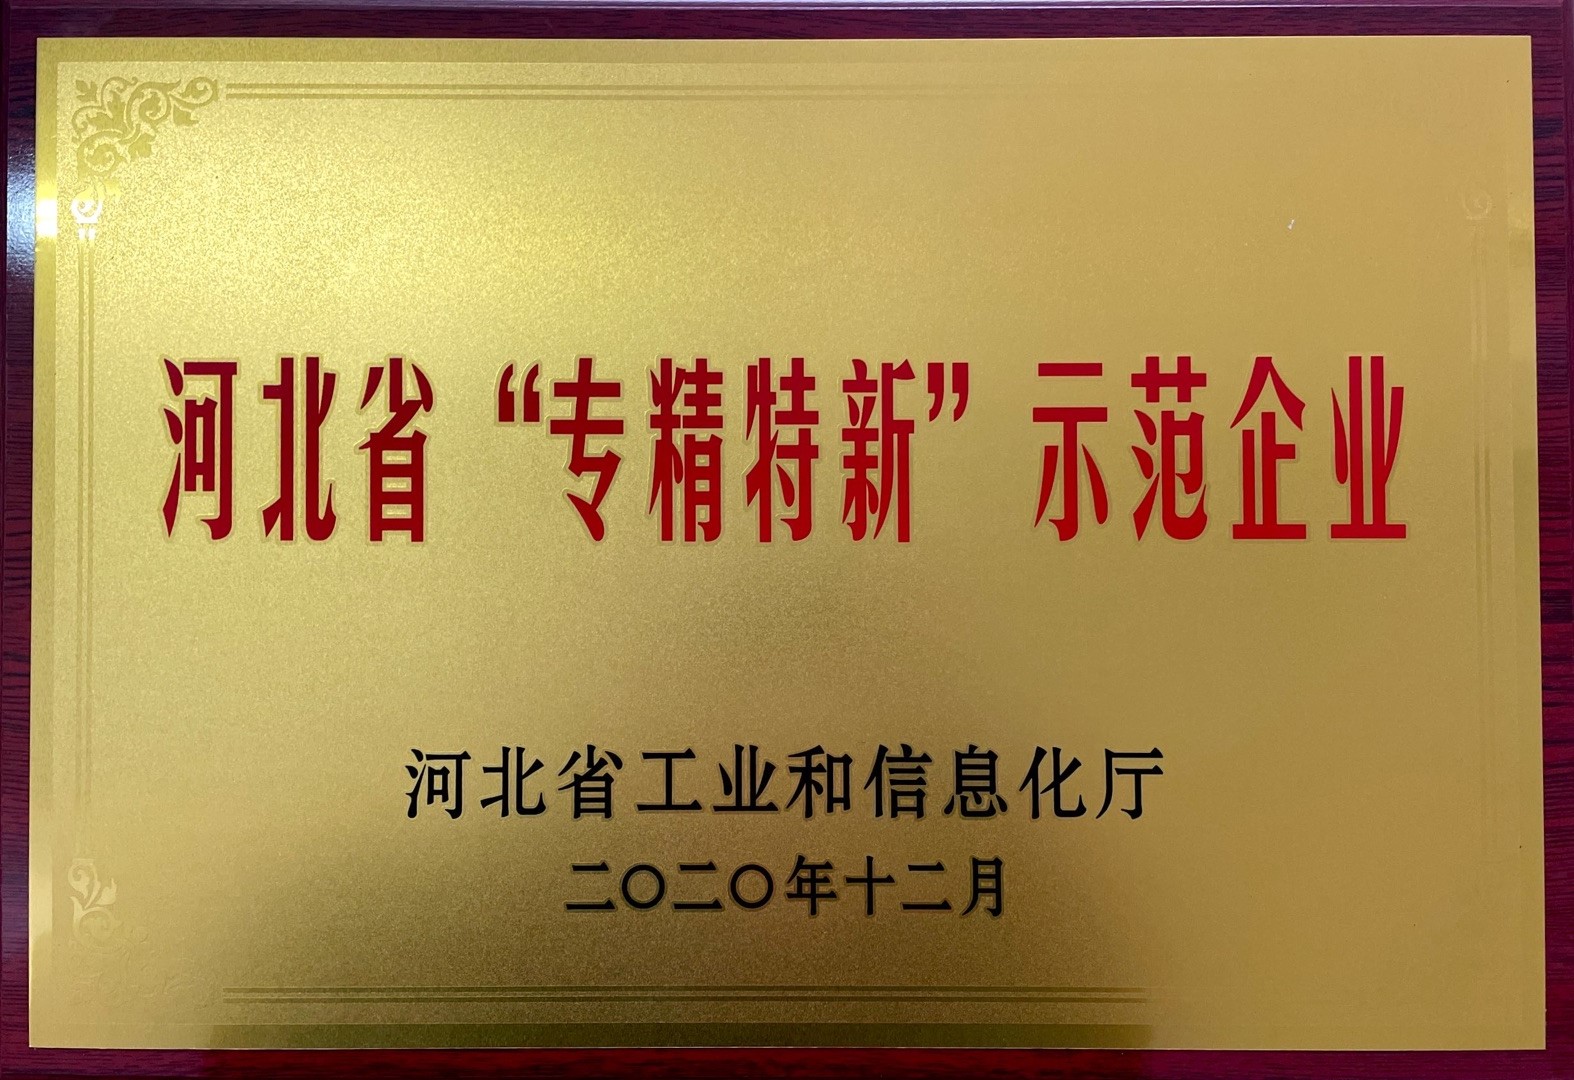 河北省“专精特新”示范企业
河北省工业和信息化厅
二〇二〇年十二月